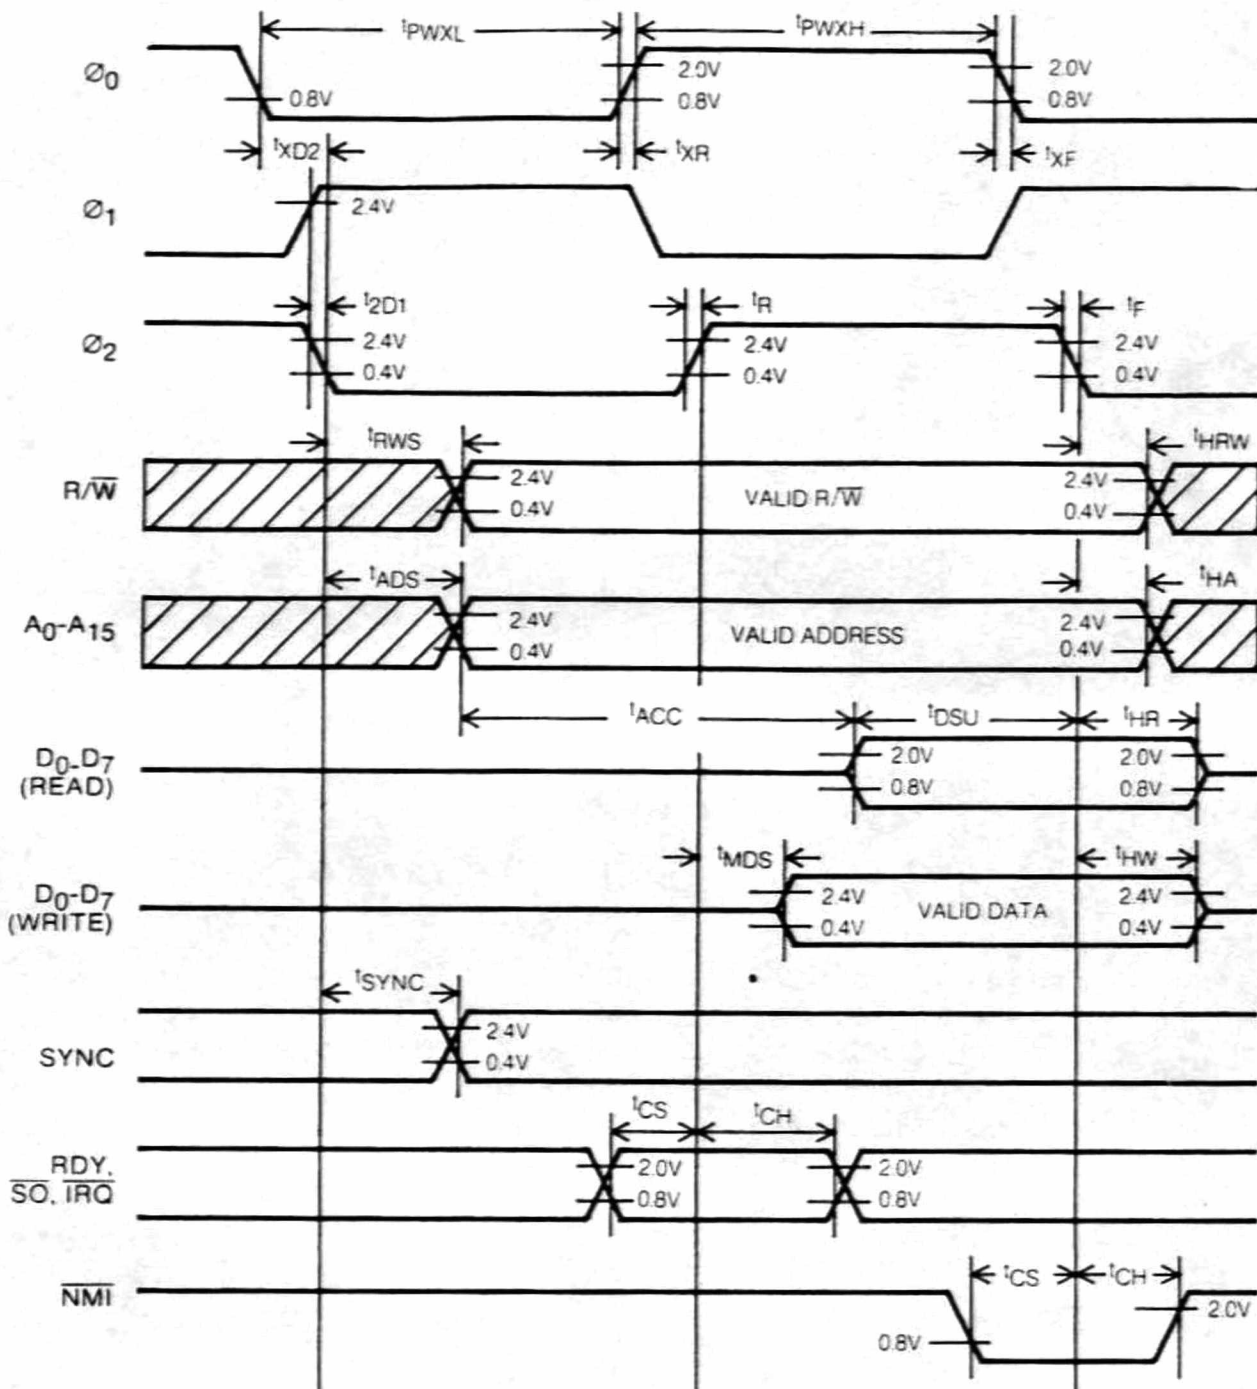 tPWXL tPWXH
Ø0 0.8V 2.0V 0.8V 2.0V 0.8V
tXD2 tXR tXF
Ø1 2.4V
t2D1 tR tF
Ø2 2.4V 0.4V 2.4V 0.4V 2.4V 0.4V
tRWS tHRW
R/W̅ 2.4V 0.4V VALID R/W̅ 2.4V 0.4V
tADS tHA
A0-A15 2.4V 0.4V VALID ADDRESS 2.4V 0.4V
tACC tDSU tHR
D0-D7 (READ) 2.0V 0.8V 2.0V 0.8V
tMDS tHW
D0-D7 (WRITE) 2.4V 0.4V VALID DATA 2.4V 0.4V
tSYNC
SYNC 2.4V 0.4V
tCS tCH
RDY, 2.0V 2.0V
S̅O̅, I̅R̅Q̅ 0.8V 0.8V
tCS tCH
N̅M̅I̅ 0.8V 2.0V